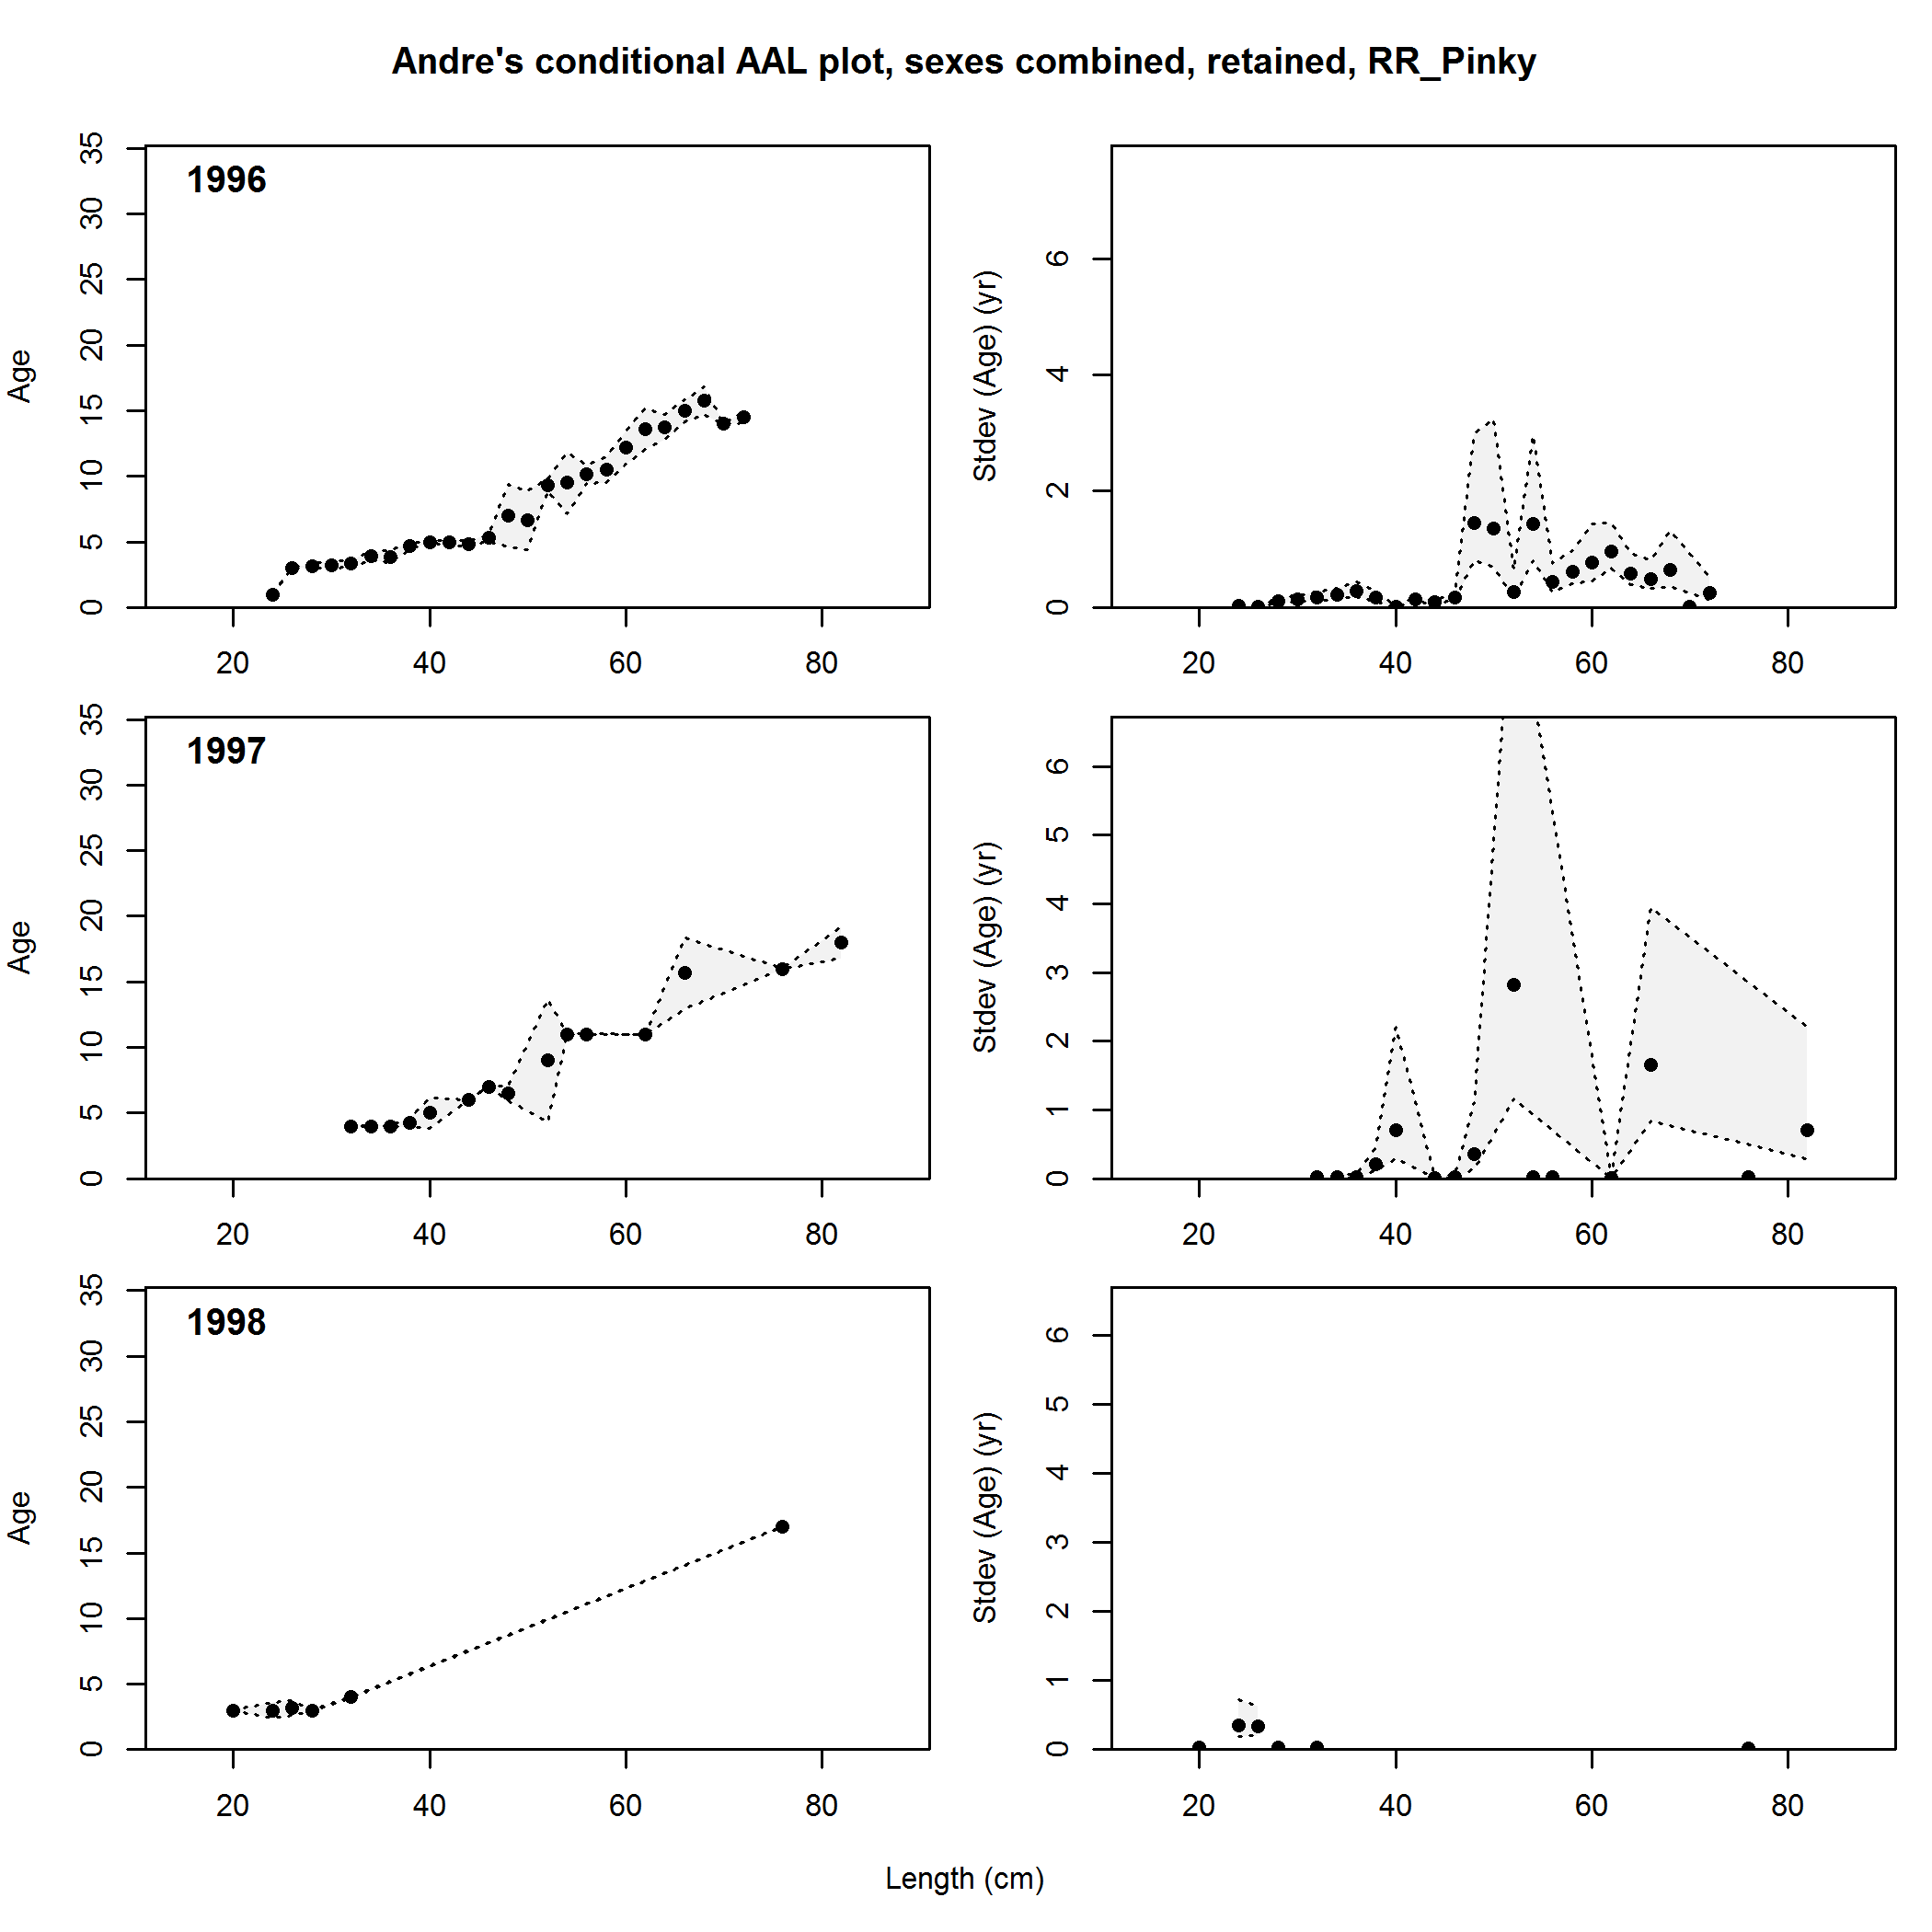 Andre's conditional AAL plot, sexes combined, retained, RR_Pinky
1996
Age
0 5 10 15 20 25 30 35
20 40 60 80
Stdev (Age) (yr)
0 2 4 6
20 40 60 80
1997
Age
0 5 10 15 20 25 30 35
20 40 60 80
Stdev (Age) (yr)
0 1 2 3 4 5 6
20 40 60 80
1998
Age
0 5 10 15 20 25 30 35
20 40 60 80
Stdev (Age) (yr)
0 1 2 3 4 5 6
20 40 60 80
Length (cm)